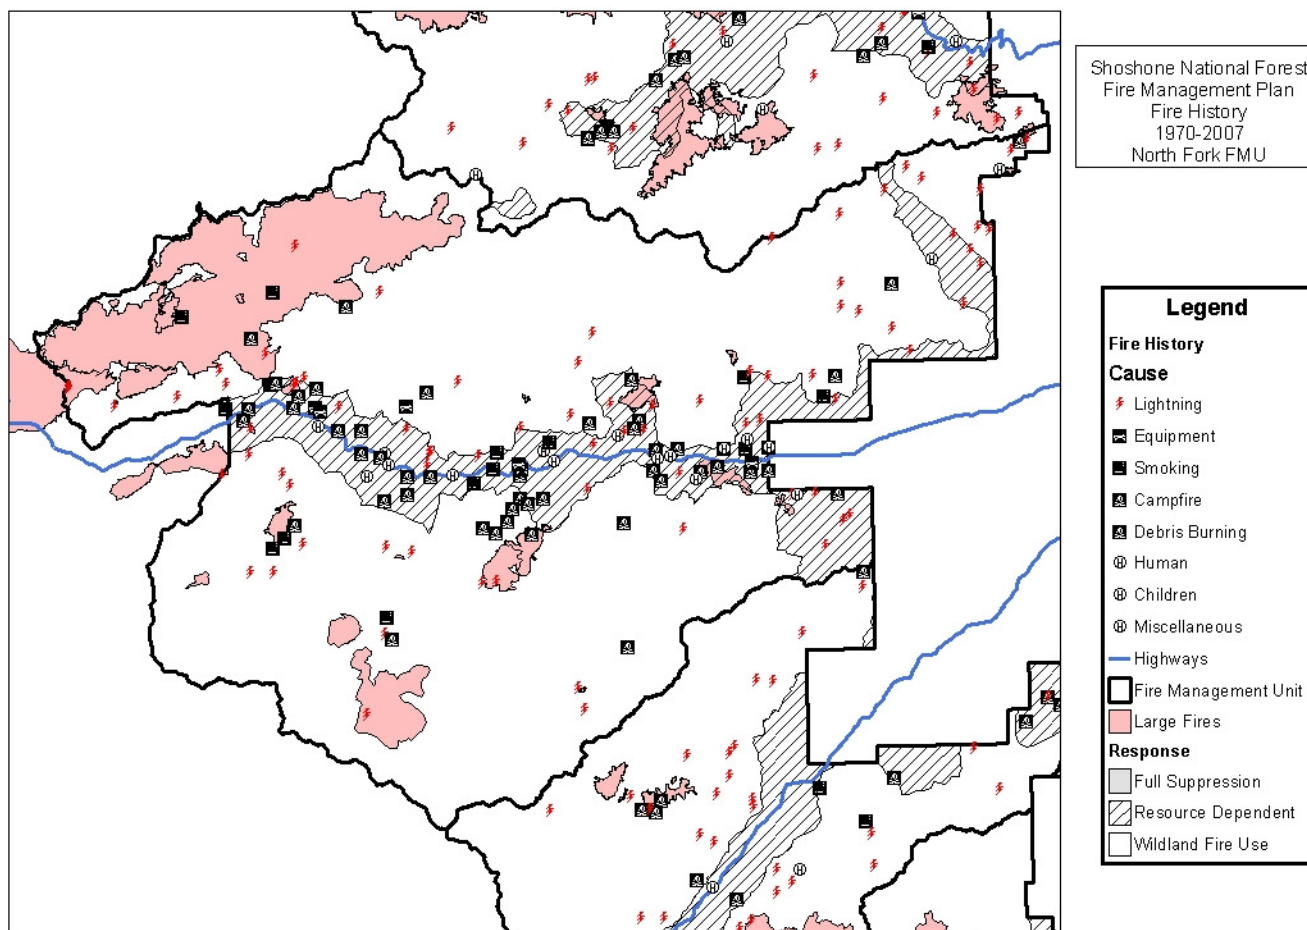 Shoshone National Forest
Fire Management Plan
Fire History
1970-2007
North Fork FMU
Legend
Fire History
Cause
Lightning
Equipment
Smoking
Campfire
Debris Burning
Human
Children
Miscellaneous
Highways
Fire Management Unit
Large Fires
Response
Full Suppression
Resource Dependent
Wildland Fire Use